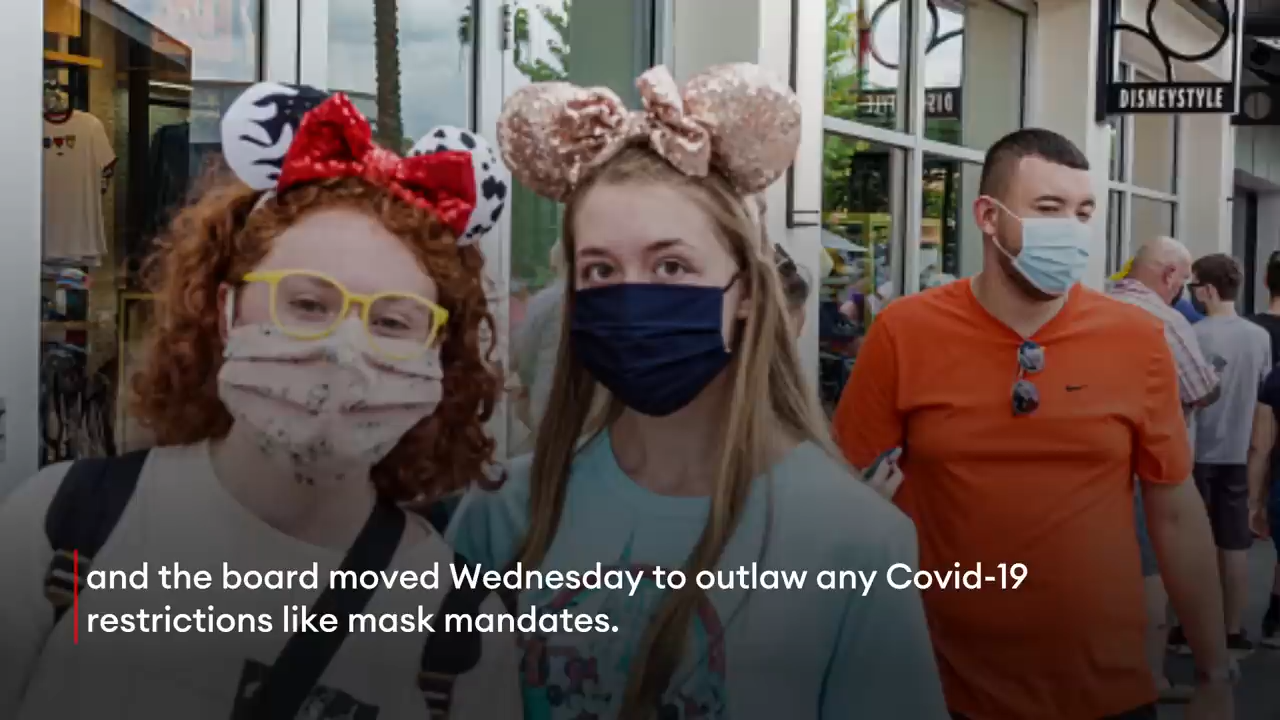 DISNEYSTYLE
and the board moved Wednesday to outlaw any Covid-19
restrictions like mask mandates.